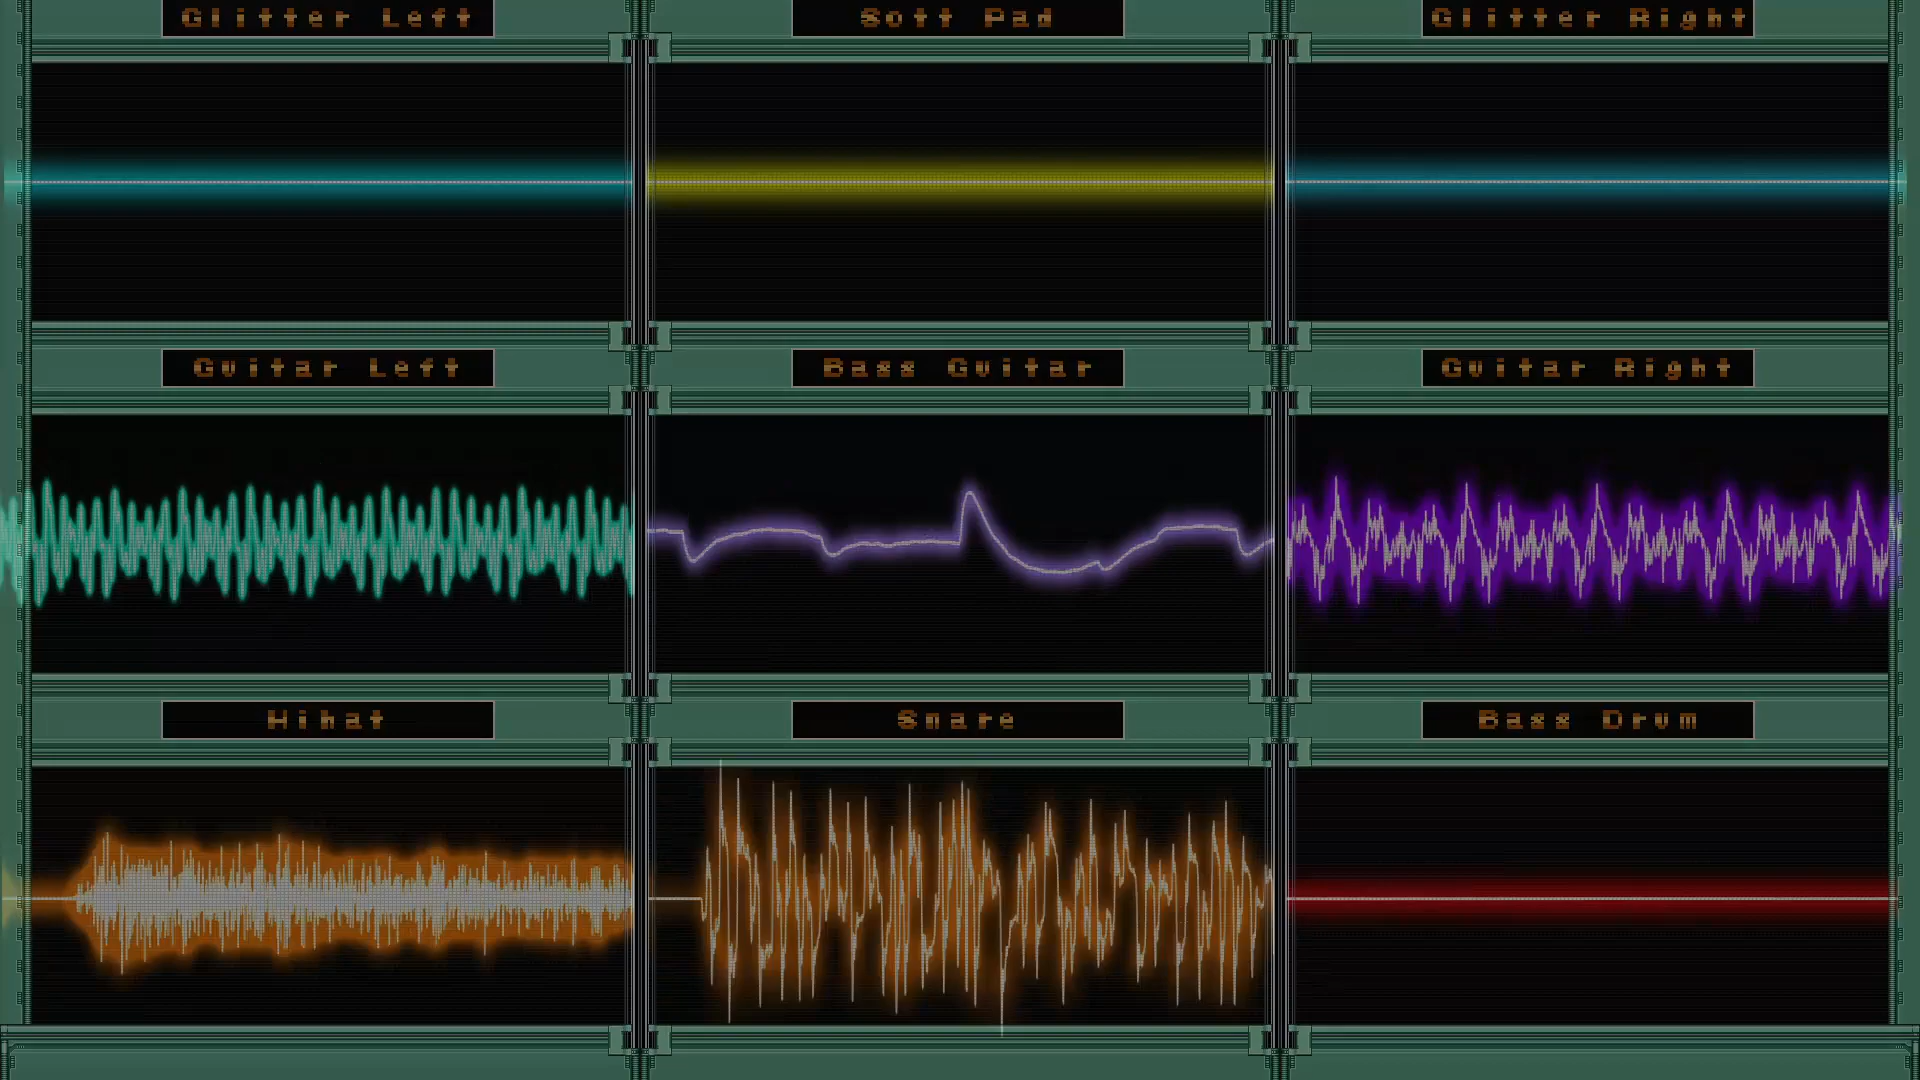 Glitter Left
Soft Pad
Glitter Right
Guitar Left
Bass Guitar
Guitar Right
Hihat
Snare
Bass Drum